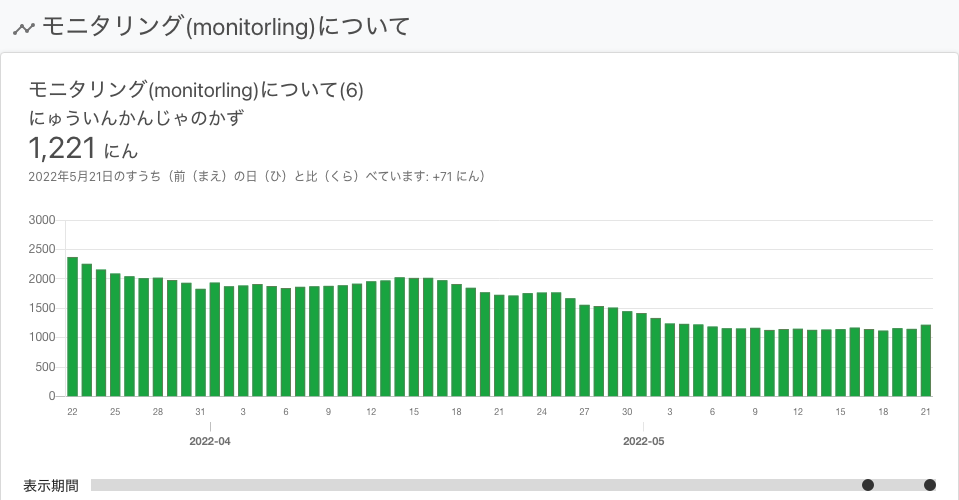 モニタリング(monitorling)について
モニタリング(monitorling)について(6)
にゅういんかんじゃのかず
1,221 にん
2022年5月21日のすうち（前（まえ）の日（ひ）と比（くら）べています: +71 にん）
3000
2500
2000
1500
1000
500
0
22 25 28 31 3 6 9 12 15 18 21 24 27 30 3 6 9 12 15 18 21
2022-04 2022-05
表示期間